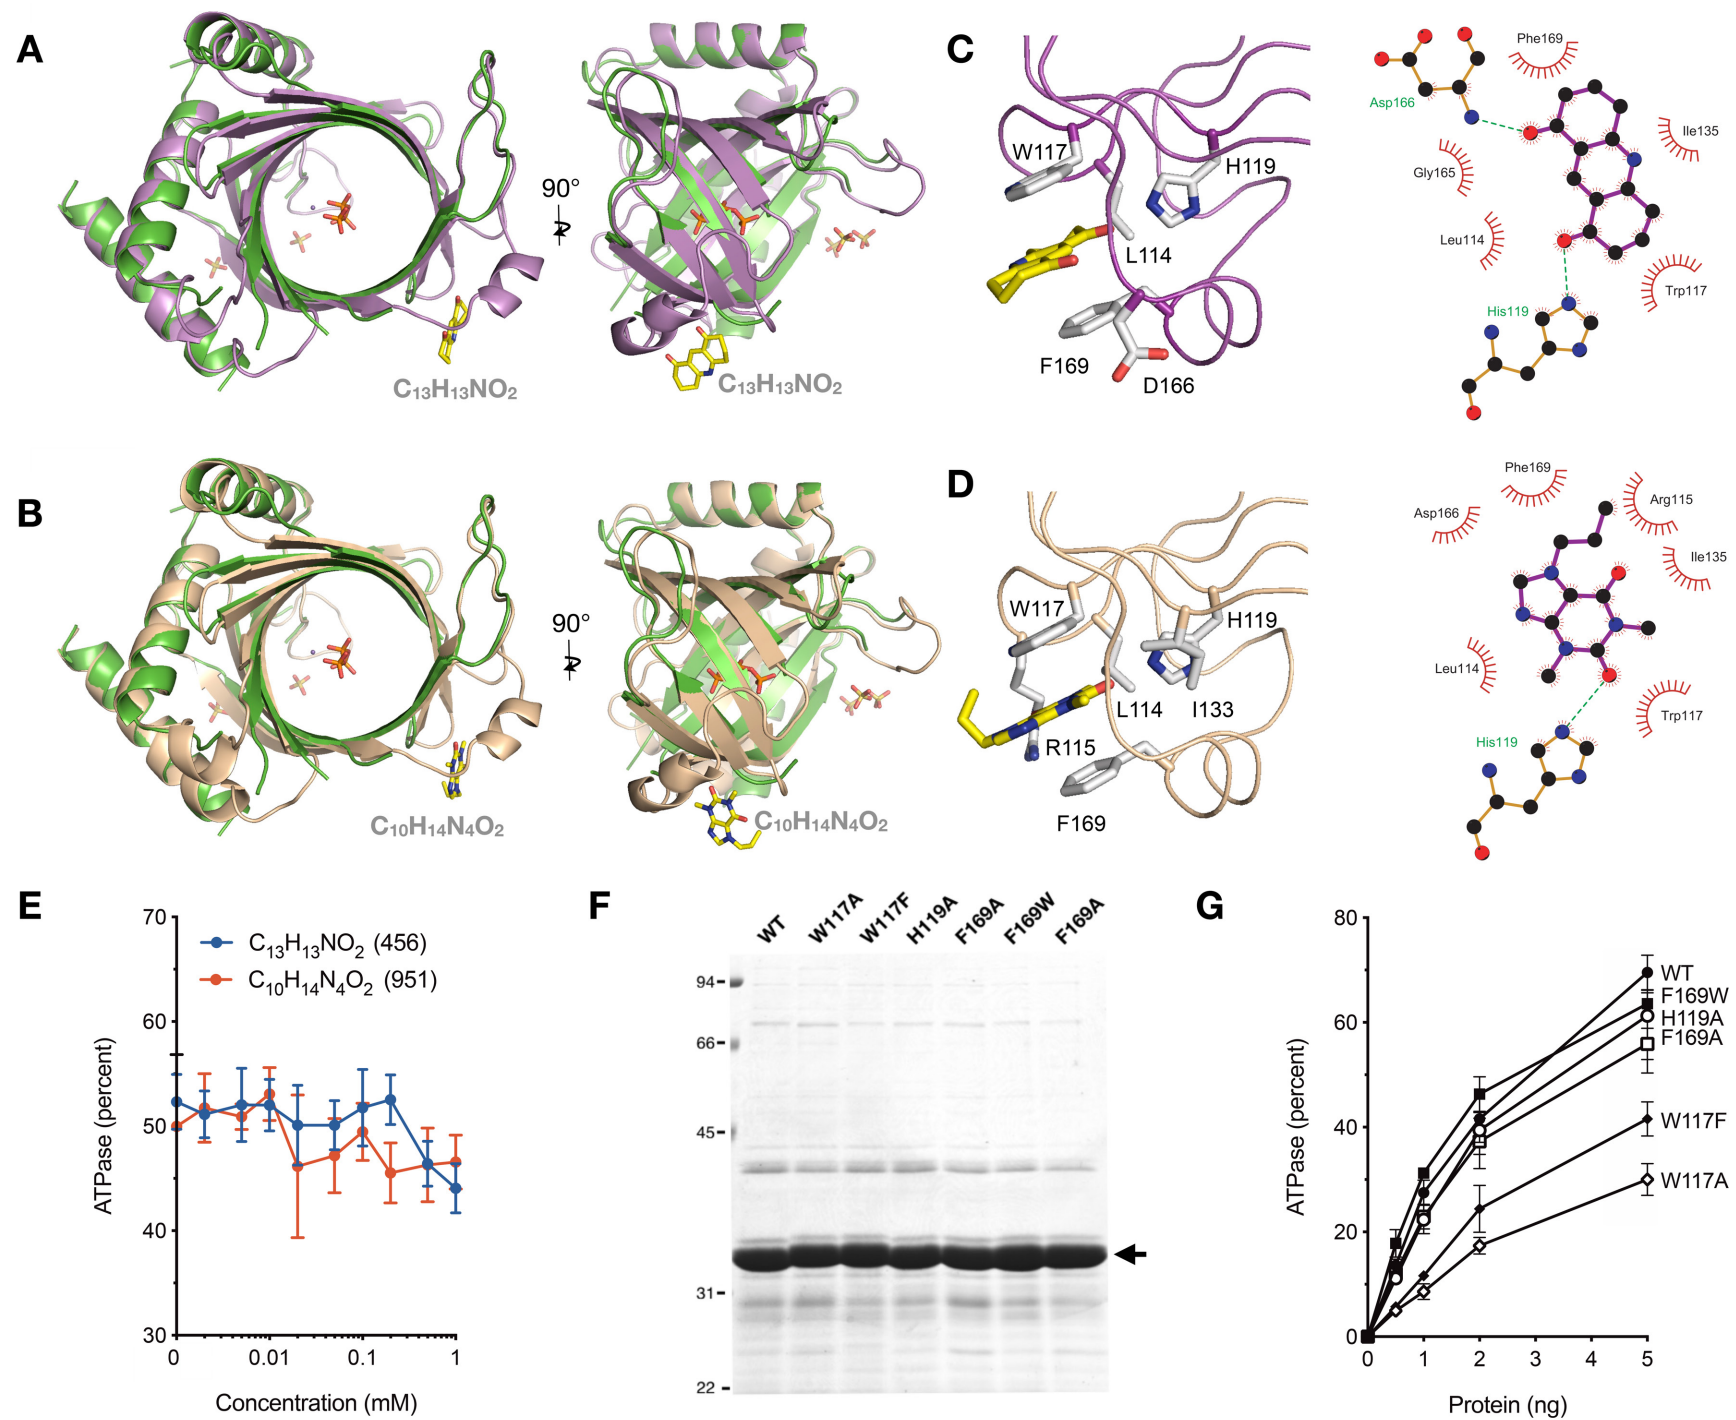 A
90°
C₁₃H₁₃NO₂
C₁₃H₁₃NO₂
C
W117
H119
L114
F169
D166
Phe169
Asp166
Ile135
Gly165
Leu114
Trp117
His119
B
90°
C₁₀H₁₄N₄O₂
C₁₀H₁₄N₄O₂
D
W117
H119
L114
I133
R115
F169
Phe169
Arg115
Asp166
Ile135
Leu114
Trp117
His119
E
70
60
50
40
30
ATPase (percent)
C₁₃H₁₃NO₂ (456)
C₁₀H₁₄N₄O₂ (951)
0
0.01
0.1
1
Concentration (mM)
F
WT
W117A
W117F
H119A
F169A
F169W
F169A
94
66
45
31
22
G
80
60
40
20
0
ATPase (percent)
WT
F169W
H119A
F169A
W117F
W117A
0
1
2
3
4
5
Protein (ng)